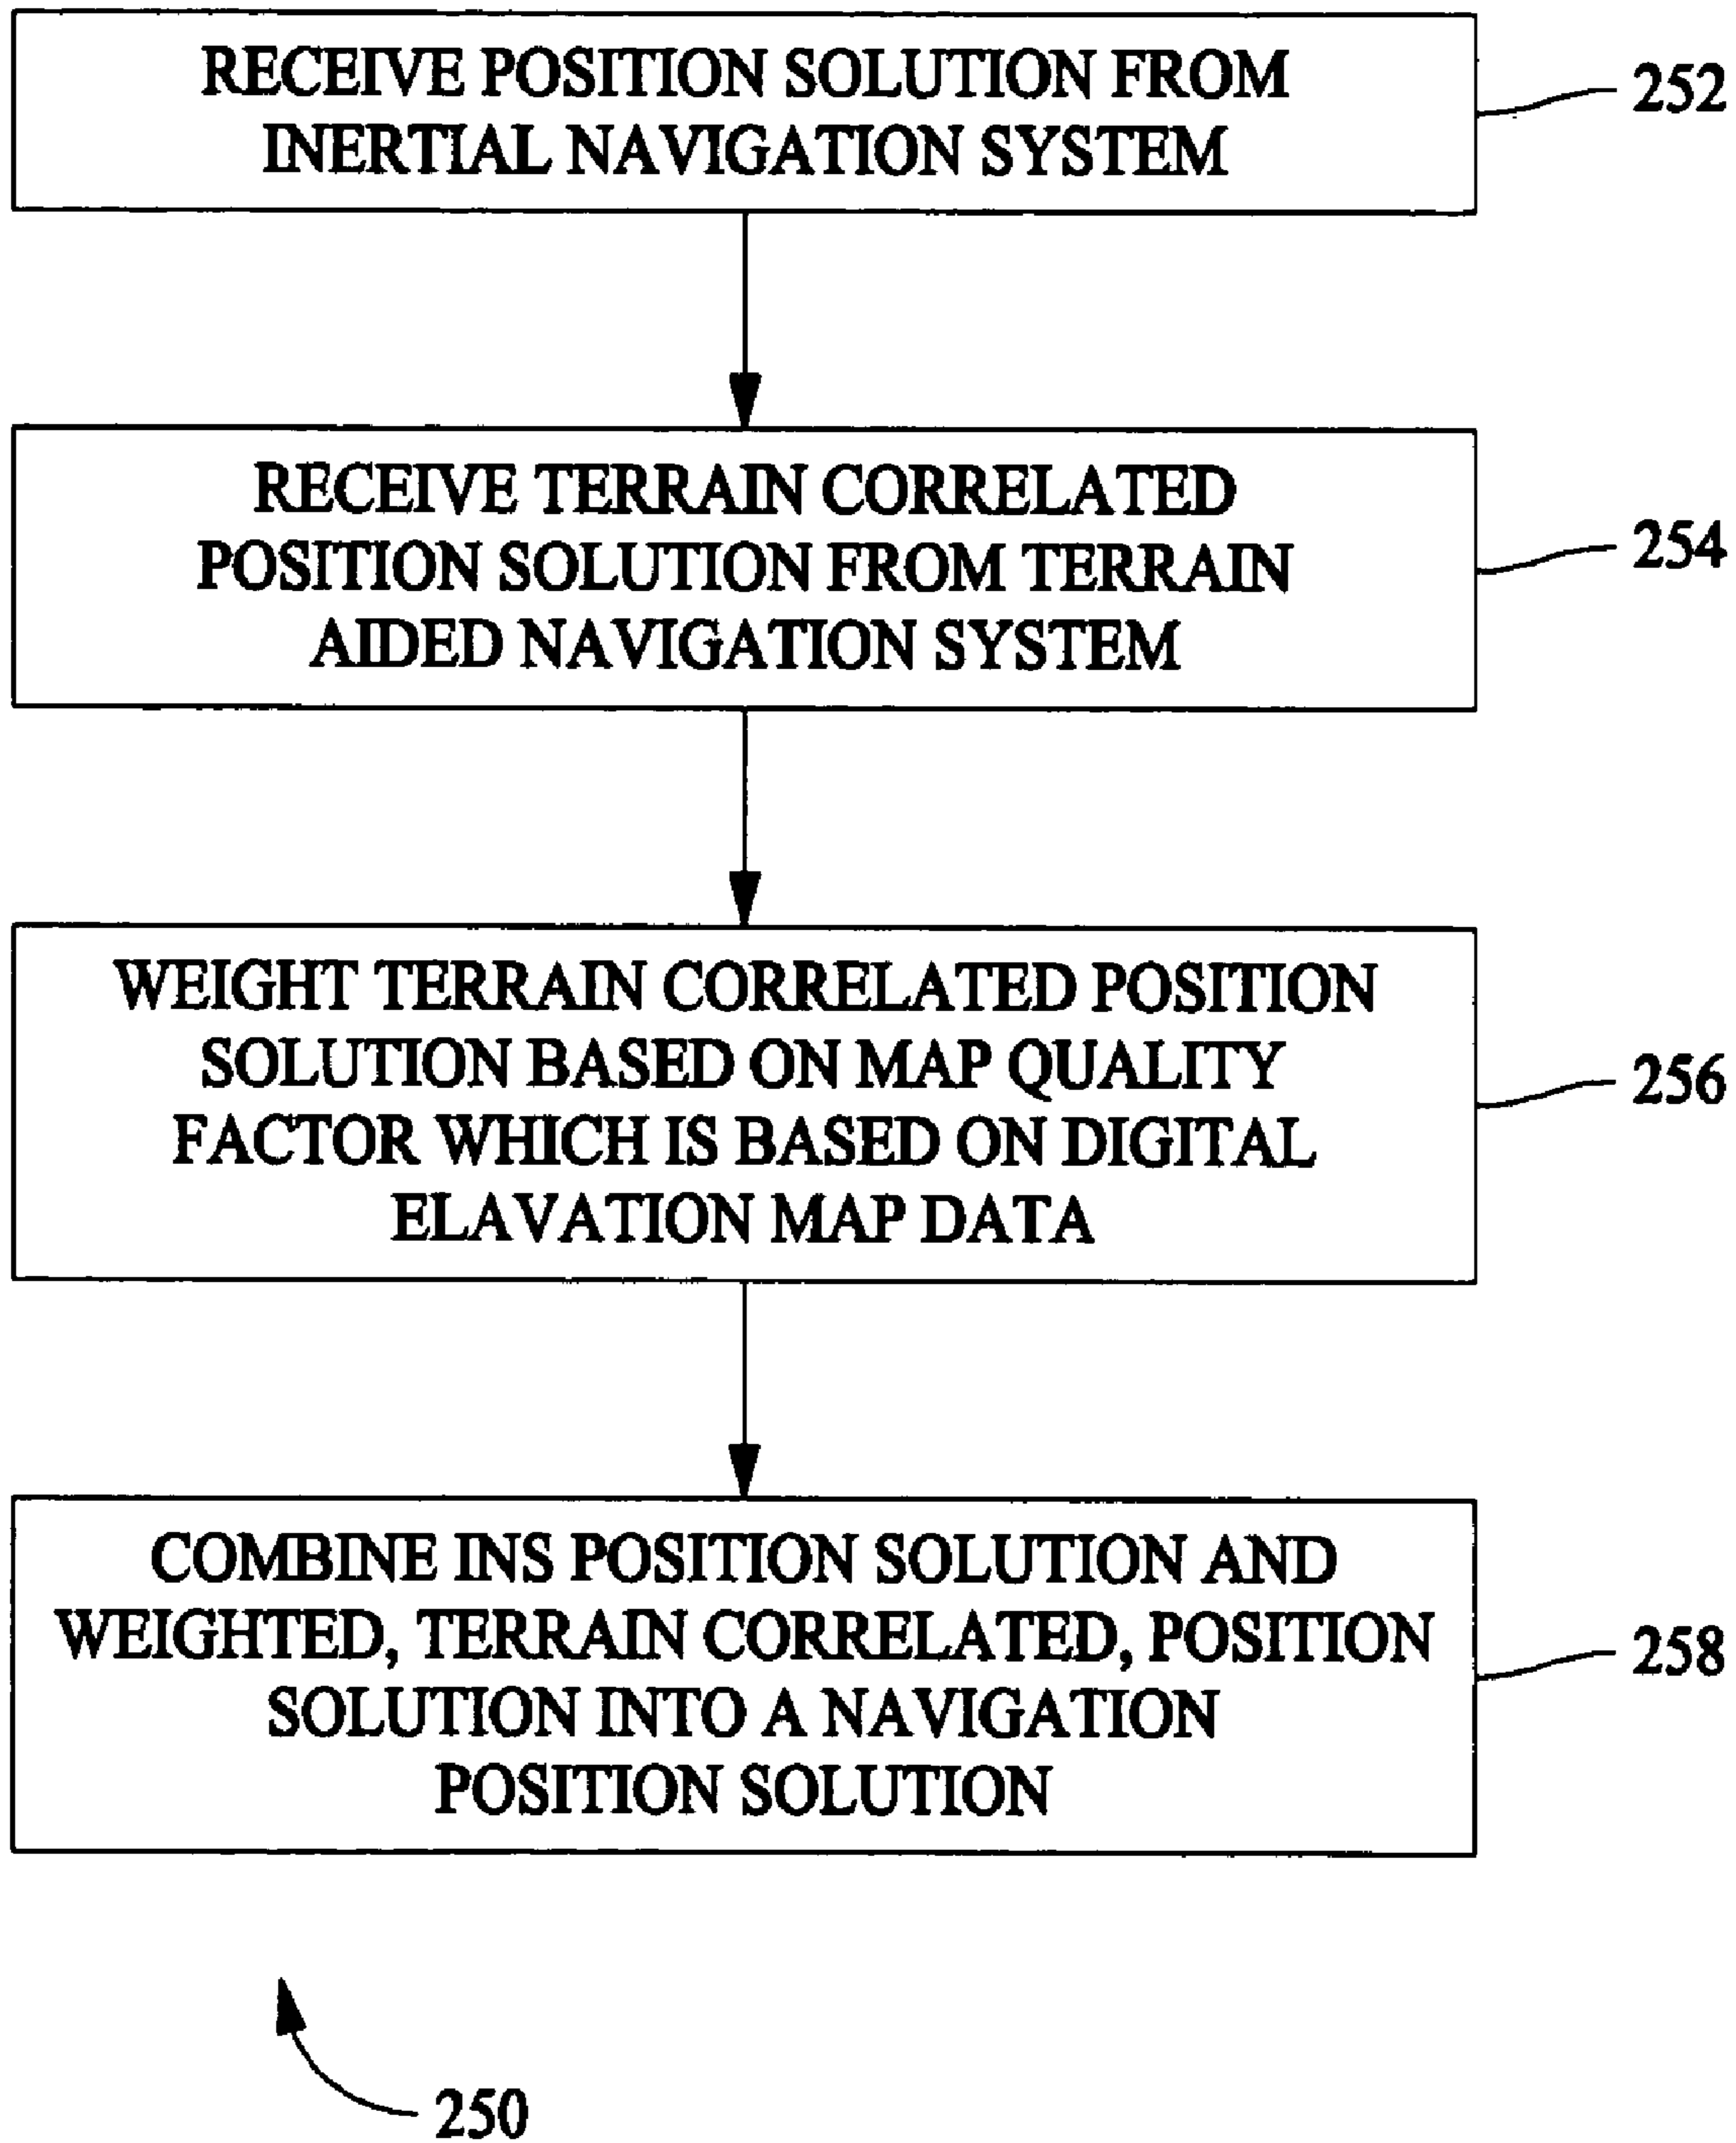 RECEIVE POSITION SOLUTION FROM
INERTIAL NAVIGATION SYSTEM
252
RECEIVE TERRAIN CORRELATED
POSITION SOLUTION FROM TERRAIN
AIDED NAVIGATION SYSTEM
254
WEIGHT TERRAIN CORRELATED POSITION
SOLUTION BASED ON MAP QUALITY
FACTOR WHICH IS BASED ON DIGITAL
ELAVATION MAP DATA
256
COMBINE INS POSITION SOLUTION AND
WEIGHTED, TERRAIN CORRELATED, POSITION
SOLUTION INTO A NAVIGATION
POSITION SOLUTION
258
250